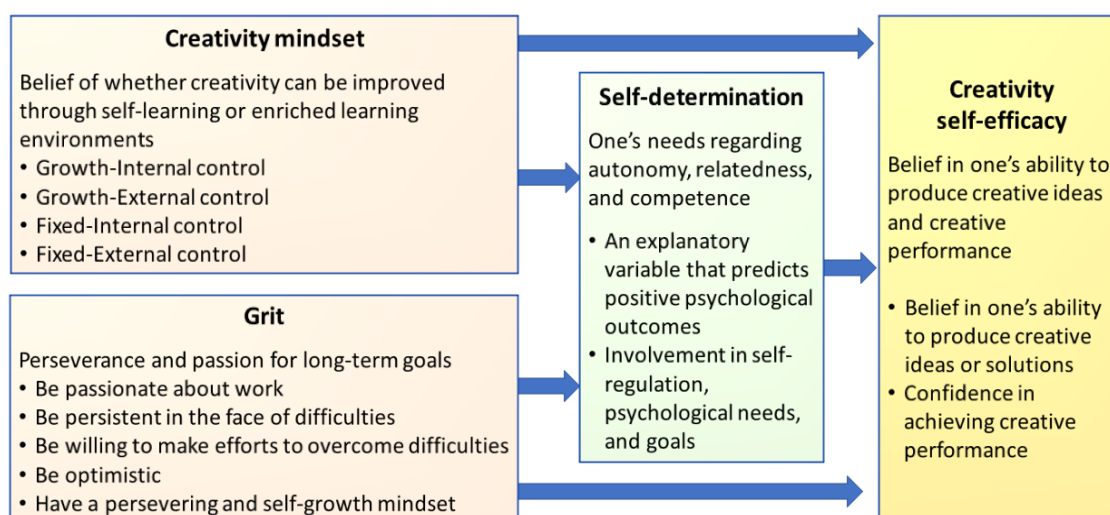 Creativity mindset
Belief of whether creativity can be improved
through self-learning or enriched learning
environments
• Growth-Internal control
• Growth-External control
• Fixed-Internal control
• Fixed-External control
Grit
Perseverance and passion for long-term goals
• Be passionate about work
• Be persistent in the face of difficulties
• Be willing to make efforts to overcome difficulties
• Be optimistic
• Have a persevering and self-growth mindset
Self-determination
One's needs regarding
autonomy, relatedness,
and competence
• An explanatory
variable that predicts
positive psychological
outcomes
• Involvement in self-
regulation,
psychological needs,
and goals
Creativity
self-efficacy
Belief in one's ability to
produce creative ideas
and creative
performance
• Belief in one's ability
to produce creative
ideas or solutions
• Confidence in
achieving creative
performance